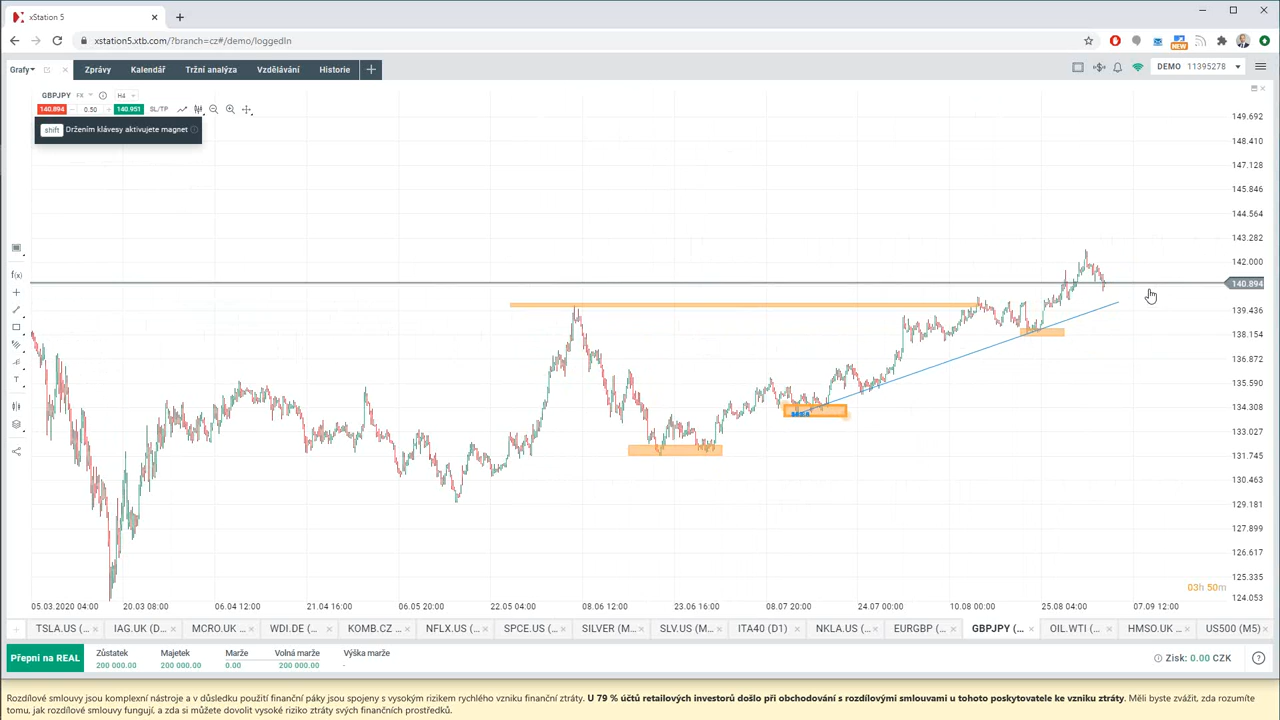 xStation 5
xstation5.xtb.com/?branch=cz#/demo/loggedIn
NEW
Grafy
Zprávy
Kalendář
Tržní analýza
Vzdělávání
Historie
DEMO 11395278
GBPJPY FX H4
140.894 0.50 140.951 SL/TP
shift Držením klávesy aktivujete magnet
149.692
148.410
147.128
145.846
144.564
143.282
142.000
140.894
139.436
138.154
136.872
135.590
134.308
133.027
131.745
130.463
129.181
127.899
126.617
125.335
124.053
f(x)
T
03h 50m
05.03.2020 04:00 20.03 08:00 06.04 12:00 21.04 16:00 06.05 20:00 22.05 04:00 08.06 12:00 23.06 16:00 08.07 20:00 24.07 00:00 10.08 00:00 25.08 04:00 07.09 12:00
TSLA.US (... IAG.UK (D... MCRO.UK ... WDI.DE (... KOMB.CZ ... NFLX.US (... SPCE.US (... SILVER (M... SLV.US (M... ITA40 (D1) NKLA.US (... EURGBP (... GBPJPY (... OIL.WTI (... HMSO.UK ... US500 (M5)
Přepni na REAL
Zůstatek Majetek Marže Volná marže Výška marže
200 000.00 200 000.00 0.00 200 000.00 -
Zisk: 0.00 CZK
Rozdílové smlouvy jsou komplexní nástroje a v důsledku použití finanční páky jsou spojeny s vysokým rizikem rychlého vzniku finanční ztráty. U 79 % účtů retailových investorů došlo při obchodování s rozdílovými smlouvami u tohoto poskytovatele ke vzniku ztráty. Měli byste zvážit, zda rozumíte
tomu, jak rozdílové smlouvy fungují, a zda si můžete dovolit vysoké riziko ztráty svých finančních prostředků.